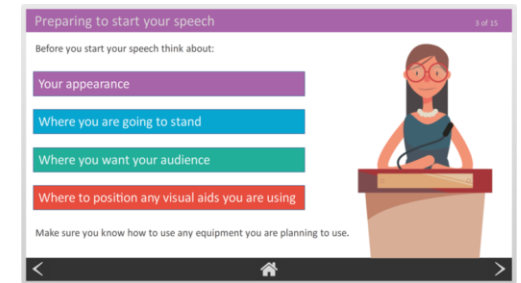 Preparing to start your speech
3 of 15
Before you start your speech think about:
Your appearance
Where you are going to stand
Where you want your audience
Where to position any visual aids you are using
Make sure you know how to use any equipment you are planning to use.